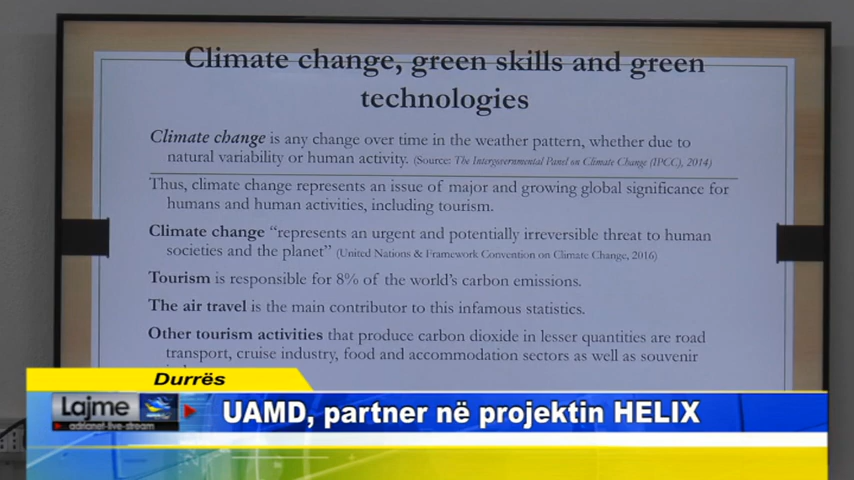 Climate change, green skills and green
technologies
Climate change is any change over time in the weather pattern, whether due to
natural variability or human activity. (Source: The Intergovernmental Panel on Climate Change (IPCC), 2014)
Thus, climate change represents an issue of major and growing global significance for
humans and human activities, including tourism.
Climate change “represents an urgent and potentially irreversible threat to human
societies and the planet” (United Nations & Framework Convention on Climate Change, 2016)
Tourism is responsible for 8% of the world’s carbon emissions.
The air travel is the main contributor to this infamous statistics.
Other tourism activities that produce carbon dioxide in lesser quantities are road
transport, cruise industry, food and accommodation sectors as well as souvenir
Durrës
Lajme
adrianet-live-stream
UAMD, partner në projektin HELIX